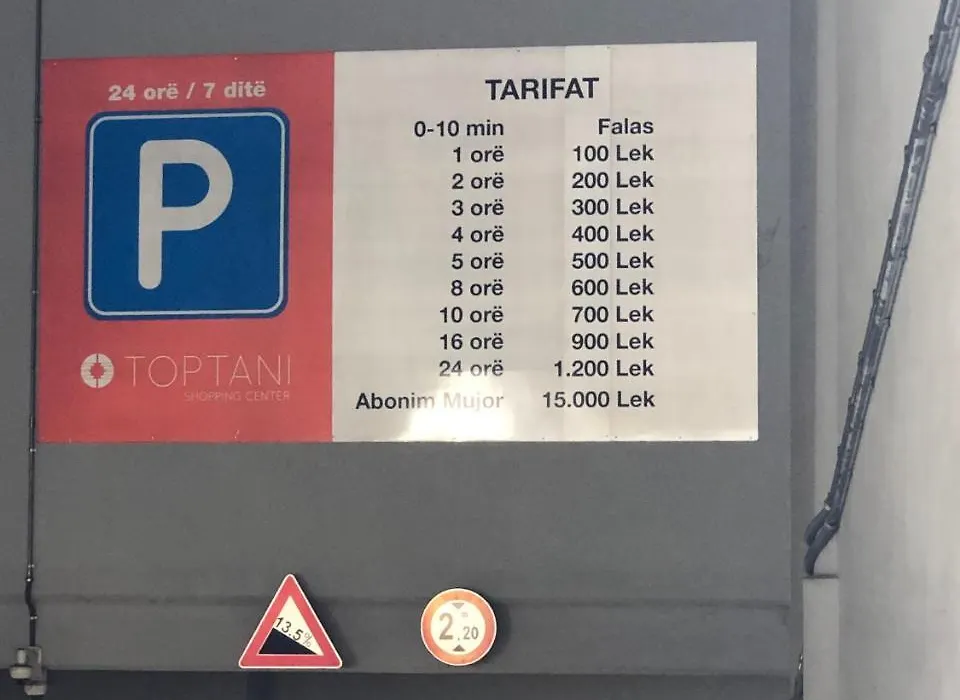 24 orë / 7 ditë
P
TOPTANI
SHOPPING CENTER
TARIFAT
0-10 min Falas
1 orë 100 Lek
2 orë 200 Lek
3 orë 300 Lek
4 orë 400 Lek
5 orë 500 Lek
8 orë 600 Lek
10 orë 700 Lek
16 orë 900 Lek
24 orë 1.200 Lek
Abonim Mujor 15.000 Lek
13.5%
2.20